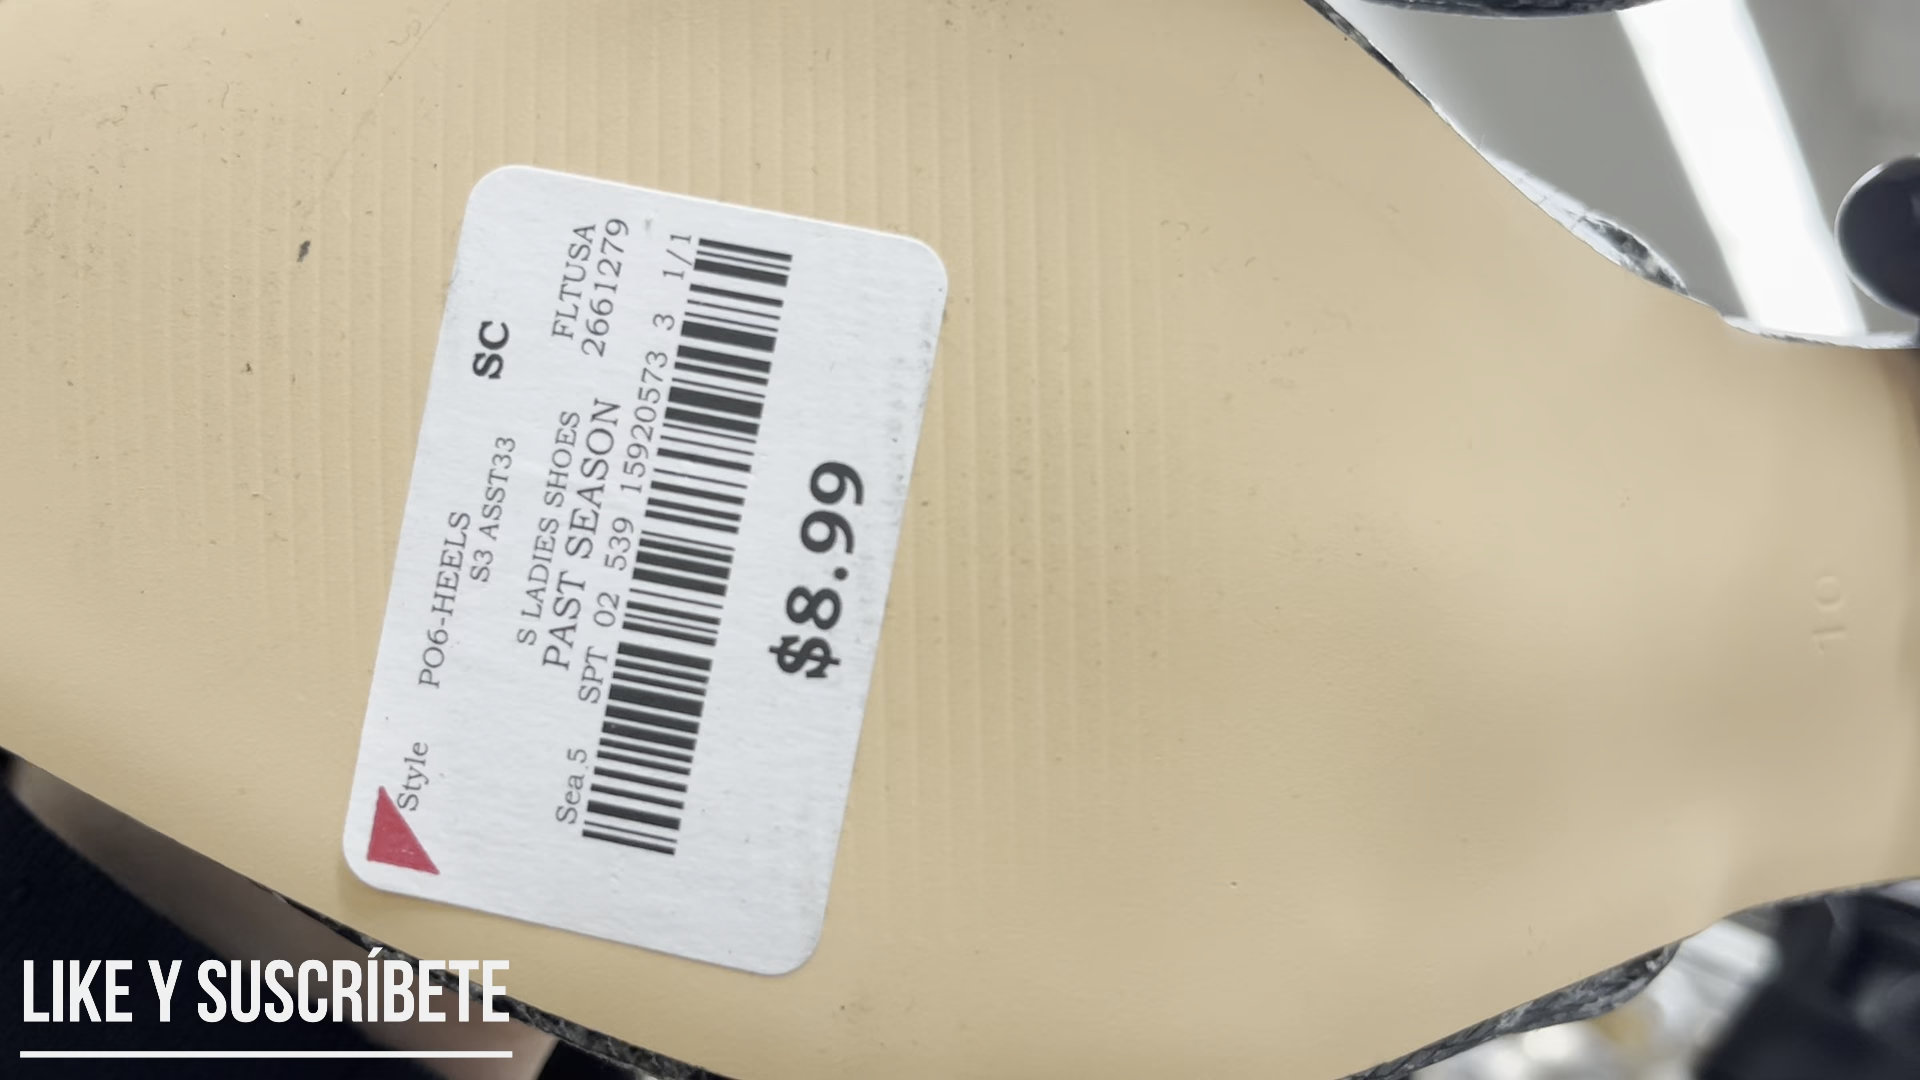 SC
Style PO6-HEELS
S3 ASST33
S LADIES SHOES FLTUSA
PAST SEASON 2661279
Sea 5 SPT 02 539 15920573 3 1/1
$8.99
10
LIKE Y SUSCRÍBETE